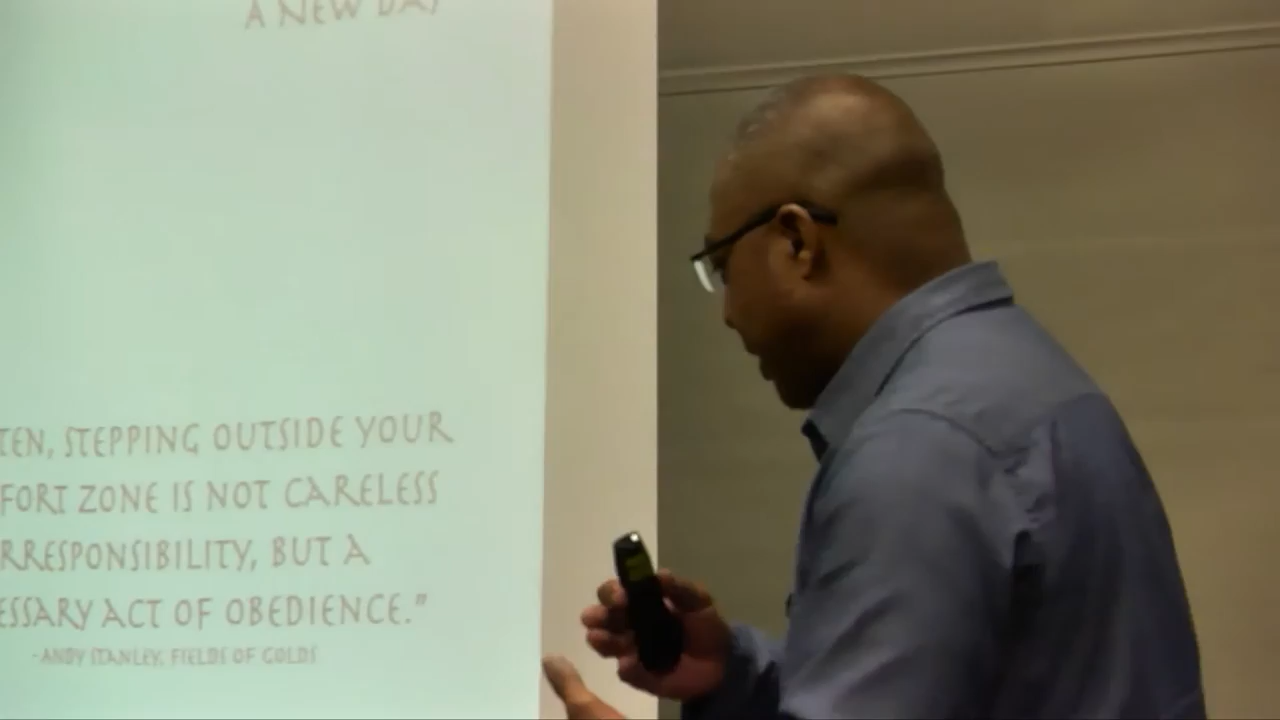 A NEW DAY
TEN, STEPPING OUTSIDE YOUR
FORT ZONE IS NOT CARELESS
RRESPONSIBILITY, BUT A
ESSARY ACT OF OBEDIENCE."
-ANDY STANLEY, FIELDS OF GOLDS